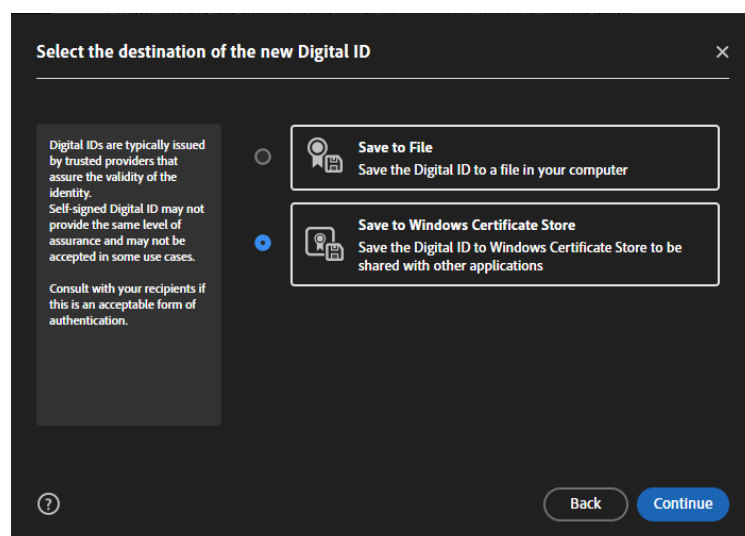 Select the destination of the new Digital ID
Digital IDs are typically issued
by trusted providers that
assure the validity of the
identity.
Self-signed Digital ID may not
provide the same level of
assurance and may not be
accepted in some use cases.
Consult with your recipients if
this is an acceptable form of
authentication.
Save to File
Save the Digital ID to a file in your computer
Save to Windows Certificate Store
Save the Digital ID to Windows Certificate Store to be
shared with other applications
Back
Continue